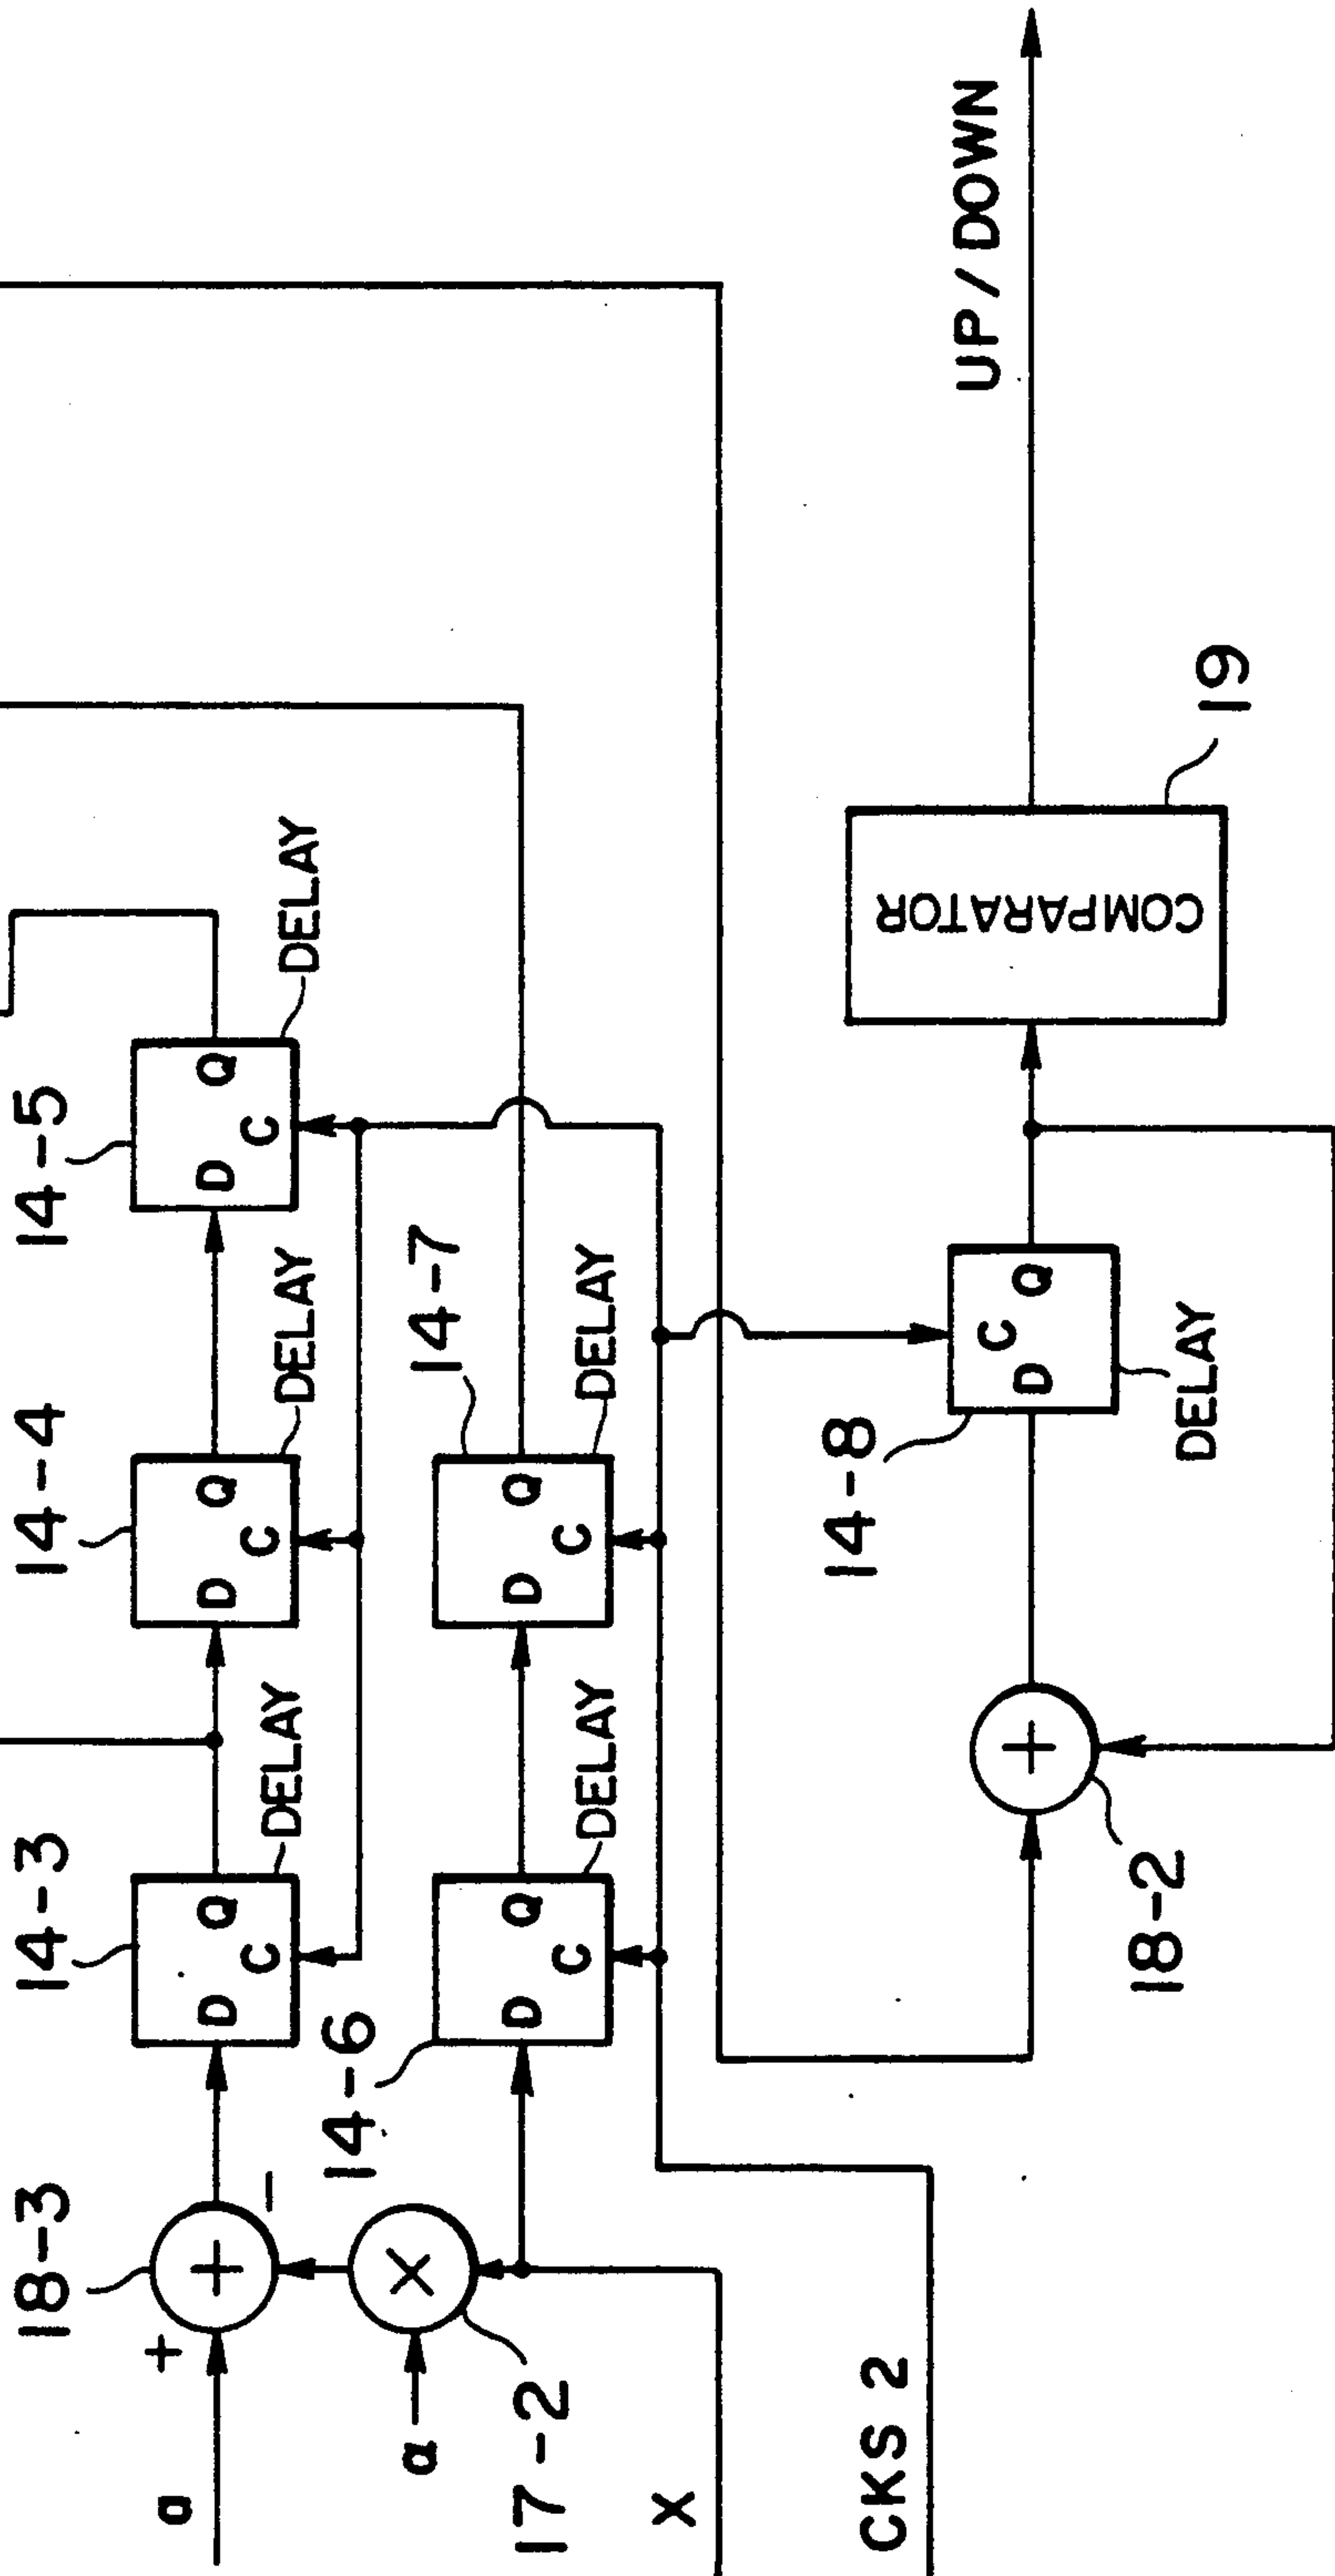 14-3
14-4
14-5
18-3
+
-
+
a
D Q C
DELAY
D Q C
DELAY
D Q C
DELAY
14-6
14-7
α
×
17-2
D Q C
DELAY
D Q C
DELAY
X
CKS 2
14-8
D C Q
DELAY
+
18-2
COMPARATOR
19
UP/DOWN